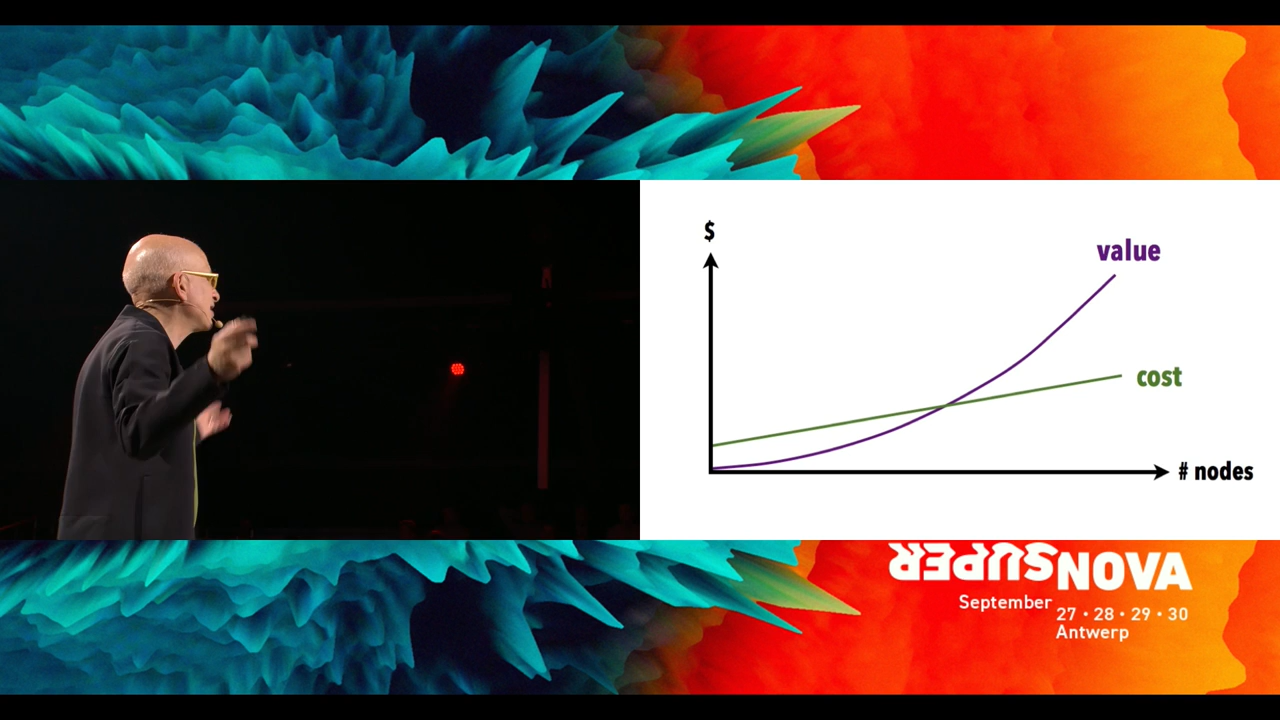 $
value
cost
# nodes
SUPERNOVA
September
27 • 28 • 29 • 30
Antwerp